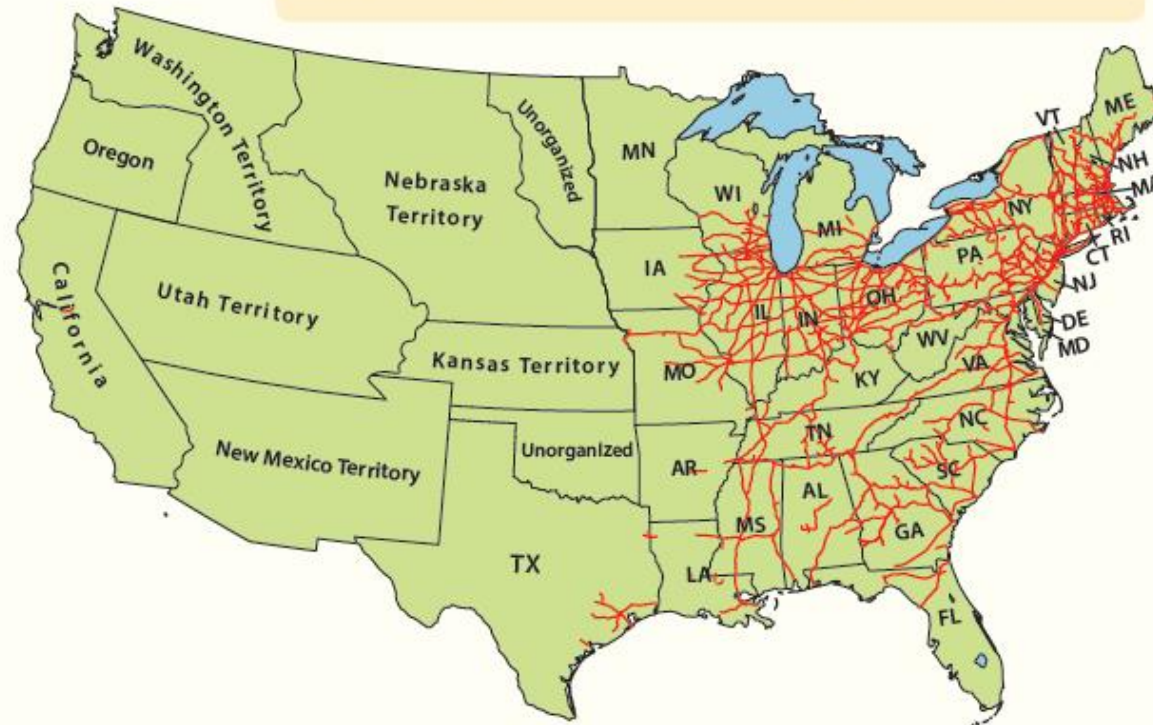 Washington Territory
Oregon
Nebraska
Territory
Unorganized
MN
WI
MI
VT
ME
NH
MA
NY
RI
CT
PA
NJ
IA
California
Utah Territory
IL
IN
OH
DE
MD
WV
VA
Kansas Territory
MO
KY
NC
TN
New Mexico Territory
Unorganized
AR
SC
AL
MS
GA
TX
LA
FL